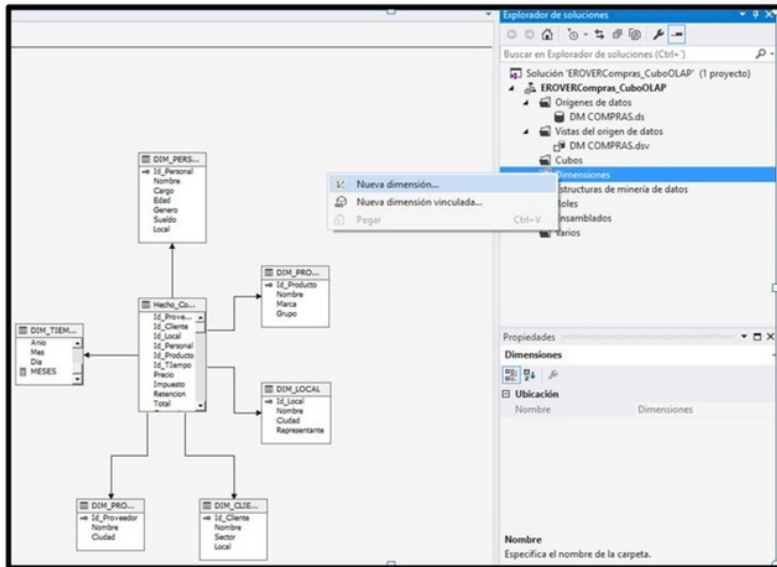 DIM_PERS...
Id_Personal
Nombre
Cargo
Edad
Genero
Sueldo
Local
DIM_PRO...
Id_Producto
Nombre
Marca
Grupo
Hecho_Co...
Id_Prove...
Id_Cliente
Id_Local
Id_Personal
Id_Producto
Id_TIempo
Precio
Impuesto
Retencion
Total
DIM_TIEM...
Anio
Mes
Dia
MESES
DIM_LOCAL
Id_Local
Nombre
Ciudad
Representante
DIM_PRO...
Id_Proveedor
Nombre
Ciudad
DIM_CLIE...
Id_Cliente
Nombre
Sector
Local
Nueva dimensión...
Nueva dimensión vinculada...
Pegar Ctrl+V
Explorador de soluciones
Buscar en Explorador de soluciones (Ctrl+¨)
Solución 'EROVERCompras_CuboOLAP' (1 proyecto)
EROVERCompras_CuboOLAP
Orígenes de datos
DM COMPRAS.ds
Vistas del origen de datos
DM COMPRAS.dsv
Cubos
Dimensiones
structuras de minería de datos
oles
nsamblados
Varios
Propiedades
Dimensiones
Ubicación
Nombre Dimensiones
Nombre
Especifica el nombre de la carpeta.